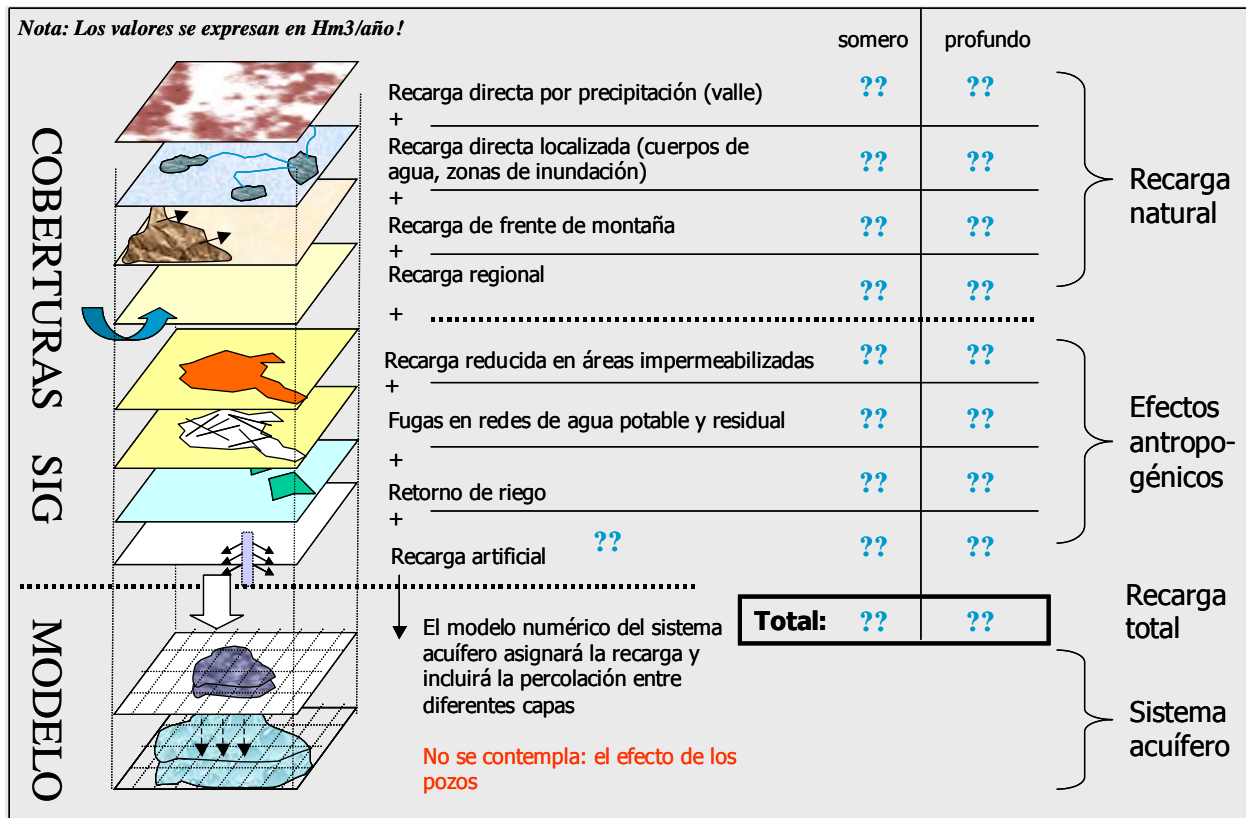 Nota: Los valores se expresan en Hm3/año!
somero
profundo
COBERTURAS SIG
Recarga directa por precipitación (valle)
?? ??
+
Recarga directa localizada (cuerpos de
agua, zonas de inundación)
?? ??
+
Recarga de frente de montaña
?? ??
+
Recarga regional
?? ??
+
Recarga
natural
Recarga reducida en áreas impermeabilizadas
?? ??
+
Fugas en redes de agua potable y residual
?? ??
+
Retorno de riego
?? ??
+
Recarga artificial
??
?? ??
Efectos
antropo-
génicos
Total: ?? ??
Recarga
total
MODELO
El modelo numérico del sistema
acuífero asignará la recarga y
incluirá la percolación entre
diferentes capas
No se contempla: el efecto de los
pozos
Sistema
acuífero